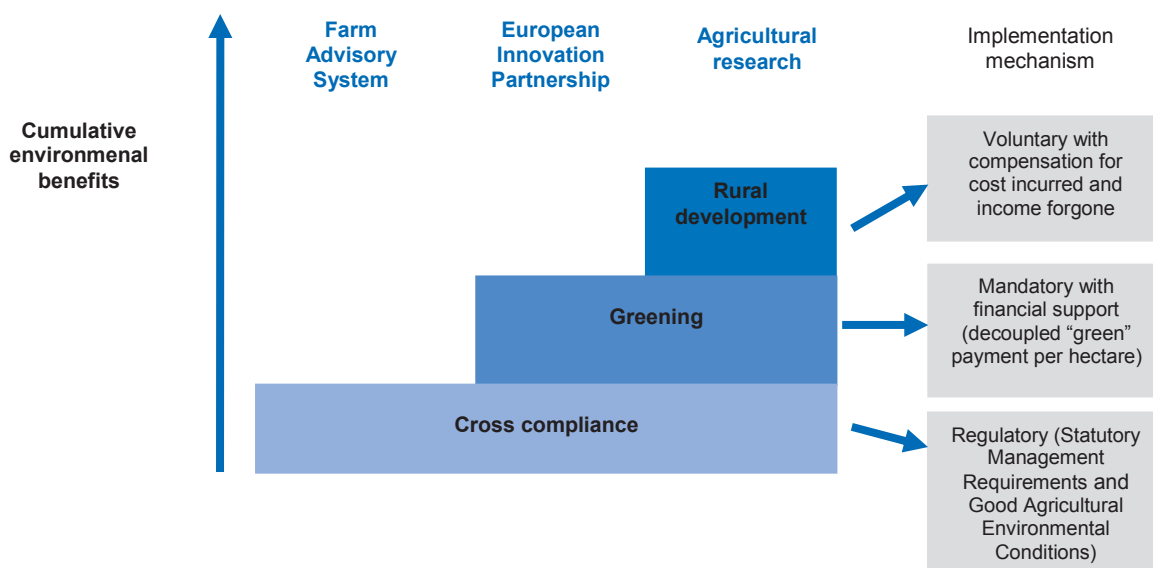 Farm
Advisory
System
European
Innovation
Partnership
Agricultural
research
Implementation
mechanism
Cumulative
environmenal
benefits
Rural
development
Greening
Cross compliance
Voluntary with
compensation for
cost incurred and
income forgone
Mandatory with
financial support
(decoupled “green”
payment per hectare)
Regulatory (Statutory
Management
Requirements and
Good Agricultural
Environmental
Conditions)